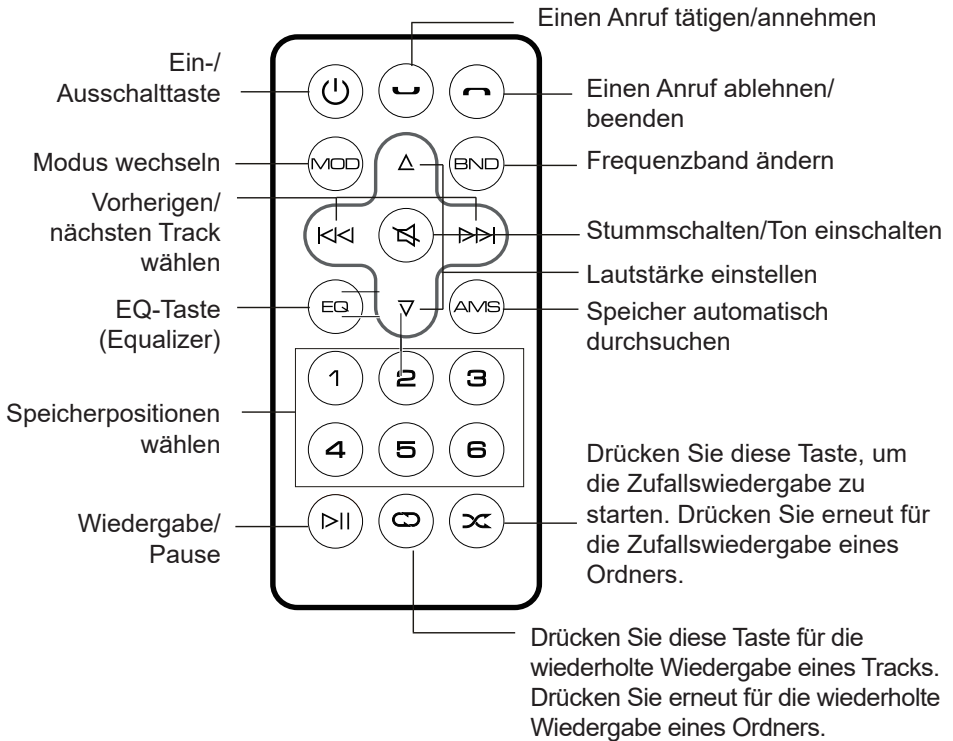 Einen Anruf tätigen/annehmen
Ein-/
Ausschalttaste
Einen Anruf ablehnen/
beenden
MOD
BND
Modus wechseln
Frequenzband ändern
Vorherigen/
nächsten Track
wählen
Stummschalten/Ton einschalten
Lautstärke einstellen
EQ
AMS
EQ-Taste
(Equalizer)
Speicher automatisch
durchsuchen
1 2 3
4 5 6
Speicherpositionen
wählen
Drücken Sie diese Taste, um
die Zufallswiedergabe zu
starten. Drücken Sie erneut für
die Zufallswiedergabe eines
Ordners.
Wiedergabe/
Pause
Drücken Sie diese Taste für die
wiederholte Wiedergabe eines Tracks.
Drücken Sie erneut für die wiederholte
Wiedergabe eines Ordners.